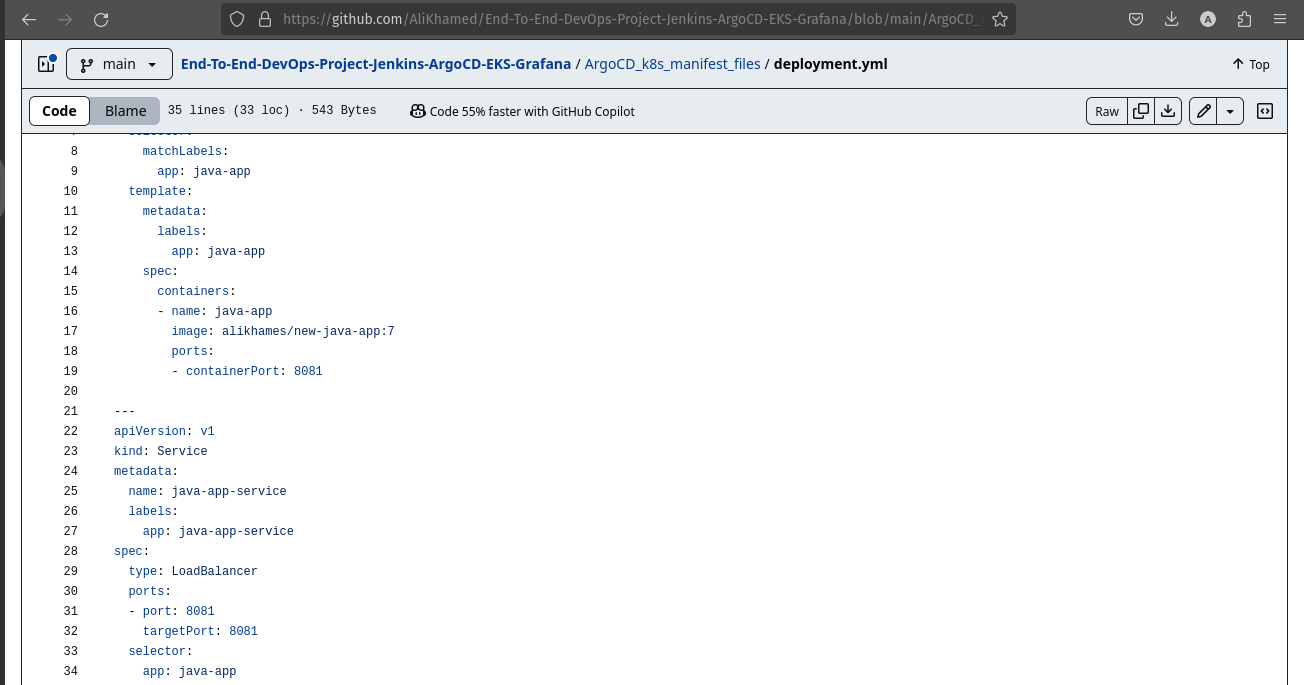 https://github.com/AliKhamed/End-To-End-DevOps-Project-Jenkins-ArgoCD-EKS-Grafana/blob/main/ArgoCD_
A
main
End-To-End-DevOps-Project-Jenkins-ArgoCD-EKS-Grafana / ArgoCD_k8s_manifest_files / deployment.yml
Top
Code Blame 35 lines (33 loc) · 543 Bytes Code 55% faster with GitHub Copilot Raw
8 matchLabels:
9 app: java-app
10 template:
11 metadata:
12 labels:
13 app: java-app
14 spec:
15 containers:
16 - name: java-app
17 image: alikhames/new-java-app:7
18 ports:
19 - containerPort: 8081
20
21 ---
22 apiVersion: v1
23 kind: Service
24 metadata:
25 name: java-app-service
26 labels:
27 app: java-app-service
28 spec:
29 type: LoadBalancer
30 ports:
31 - port: 8081
32 targetPort: 8081
33 selector:
34 app: java-app